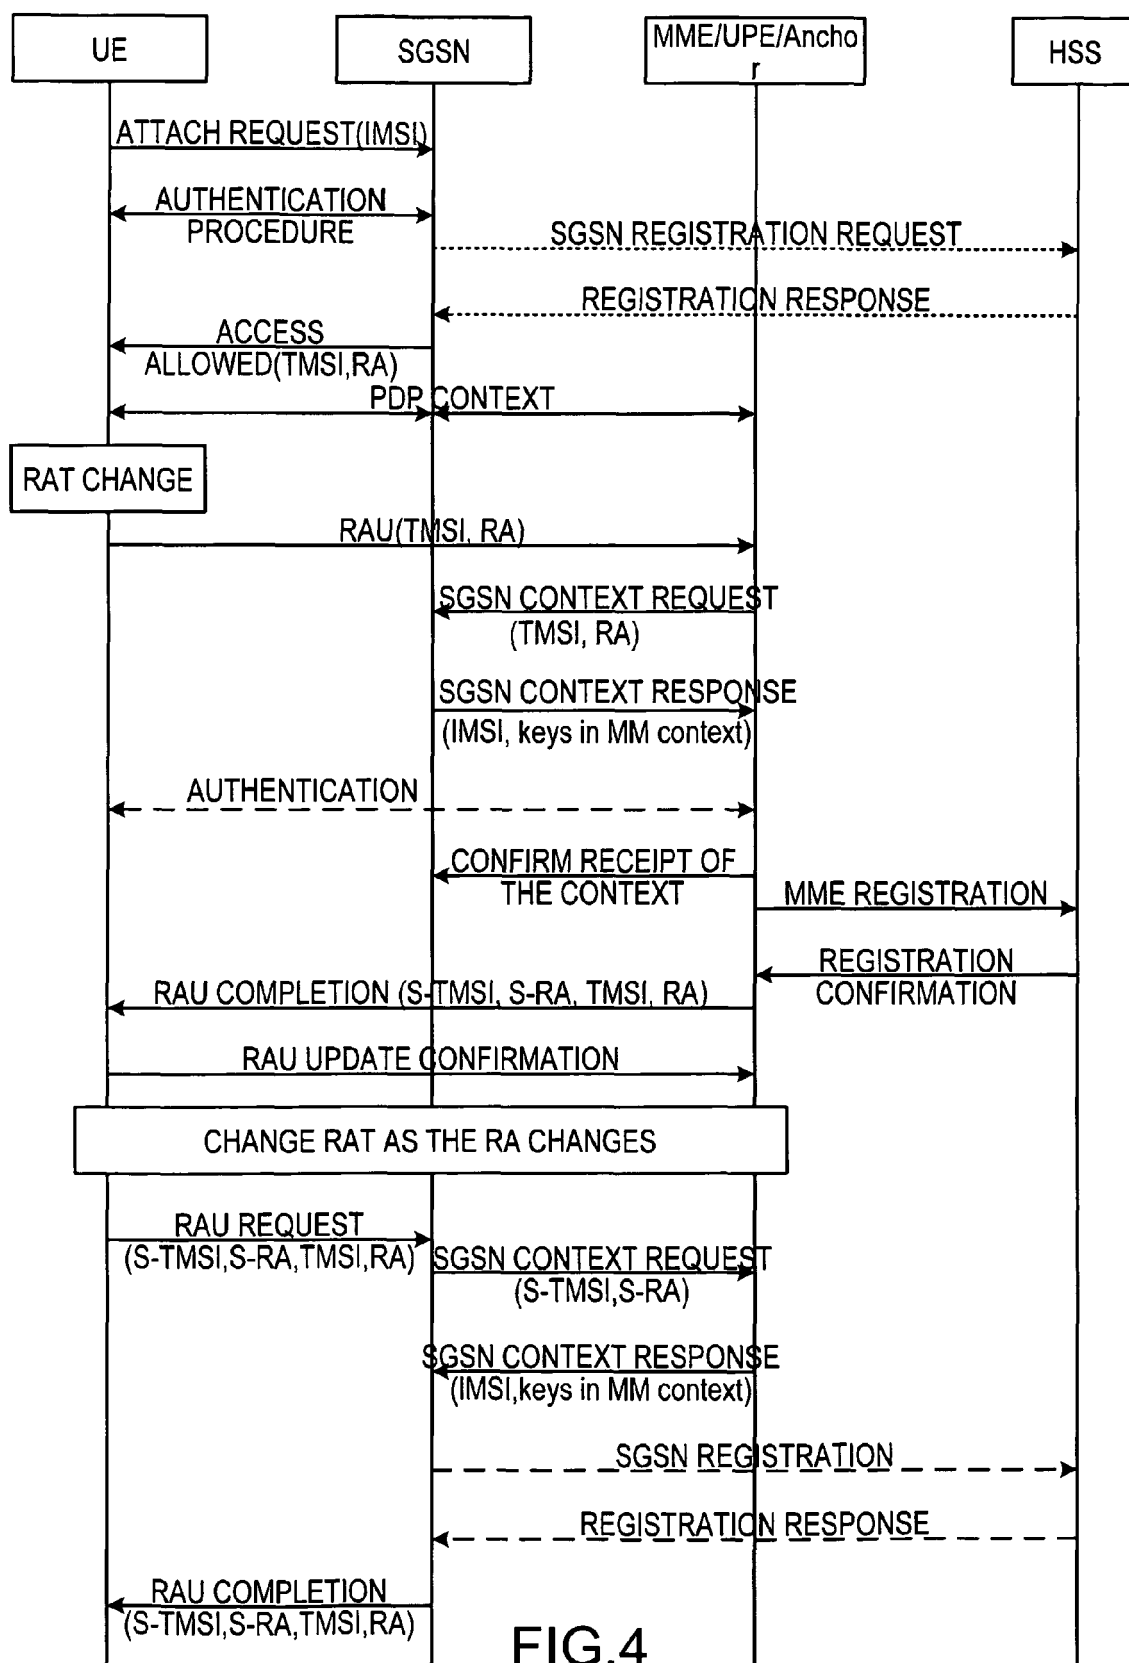 UE
SGSN
MME/UPE/Ancho
r
HSS
ATTACH REQUEST(IMSI)
AUTHENTICATION
PROCEDURE
SGSN REGISTRATION REQUEST
REGISTRATION RESPONSE
ACCESS
ALLOWED(TMSI,RA)
PDP CONTEXT
RAT CHANGE
RAU(TMSI, RA)
SGSN CONTEXT REQUEST
(TMSI, RA)
SGSN CONTEXT RESPONSE
(IMSI, keys in MM context)
AUTHENTICATION
CONFIRM RECEIPT OF
THE CONTEXT
MME REGISTRATION
REGISTRATION
CONFIRMATION
RAU COMPLETION (S-TMSI, S-RA, TMSI, RA)
RAU UPDATE CONFIRMATION
CHANGE RAT AS THE RA CHANGES
RAU REQUEST
(S-TMSI,S-RA,TMSI,RA)
SGSN CONTEXT REQUEST
(S-TMSI,S-RA)
SGSN CONTEXT RESPONSE
(IMSI,keys in MM context)
SGSN REGISTRATION
REGISTRATION RESPONSE
RAU COMPLETION
(S-TMSI,S-RA,TMSI,RA)
FIG.4